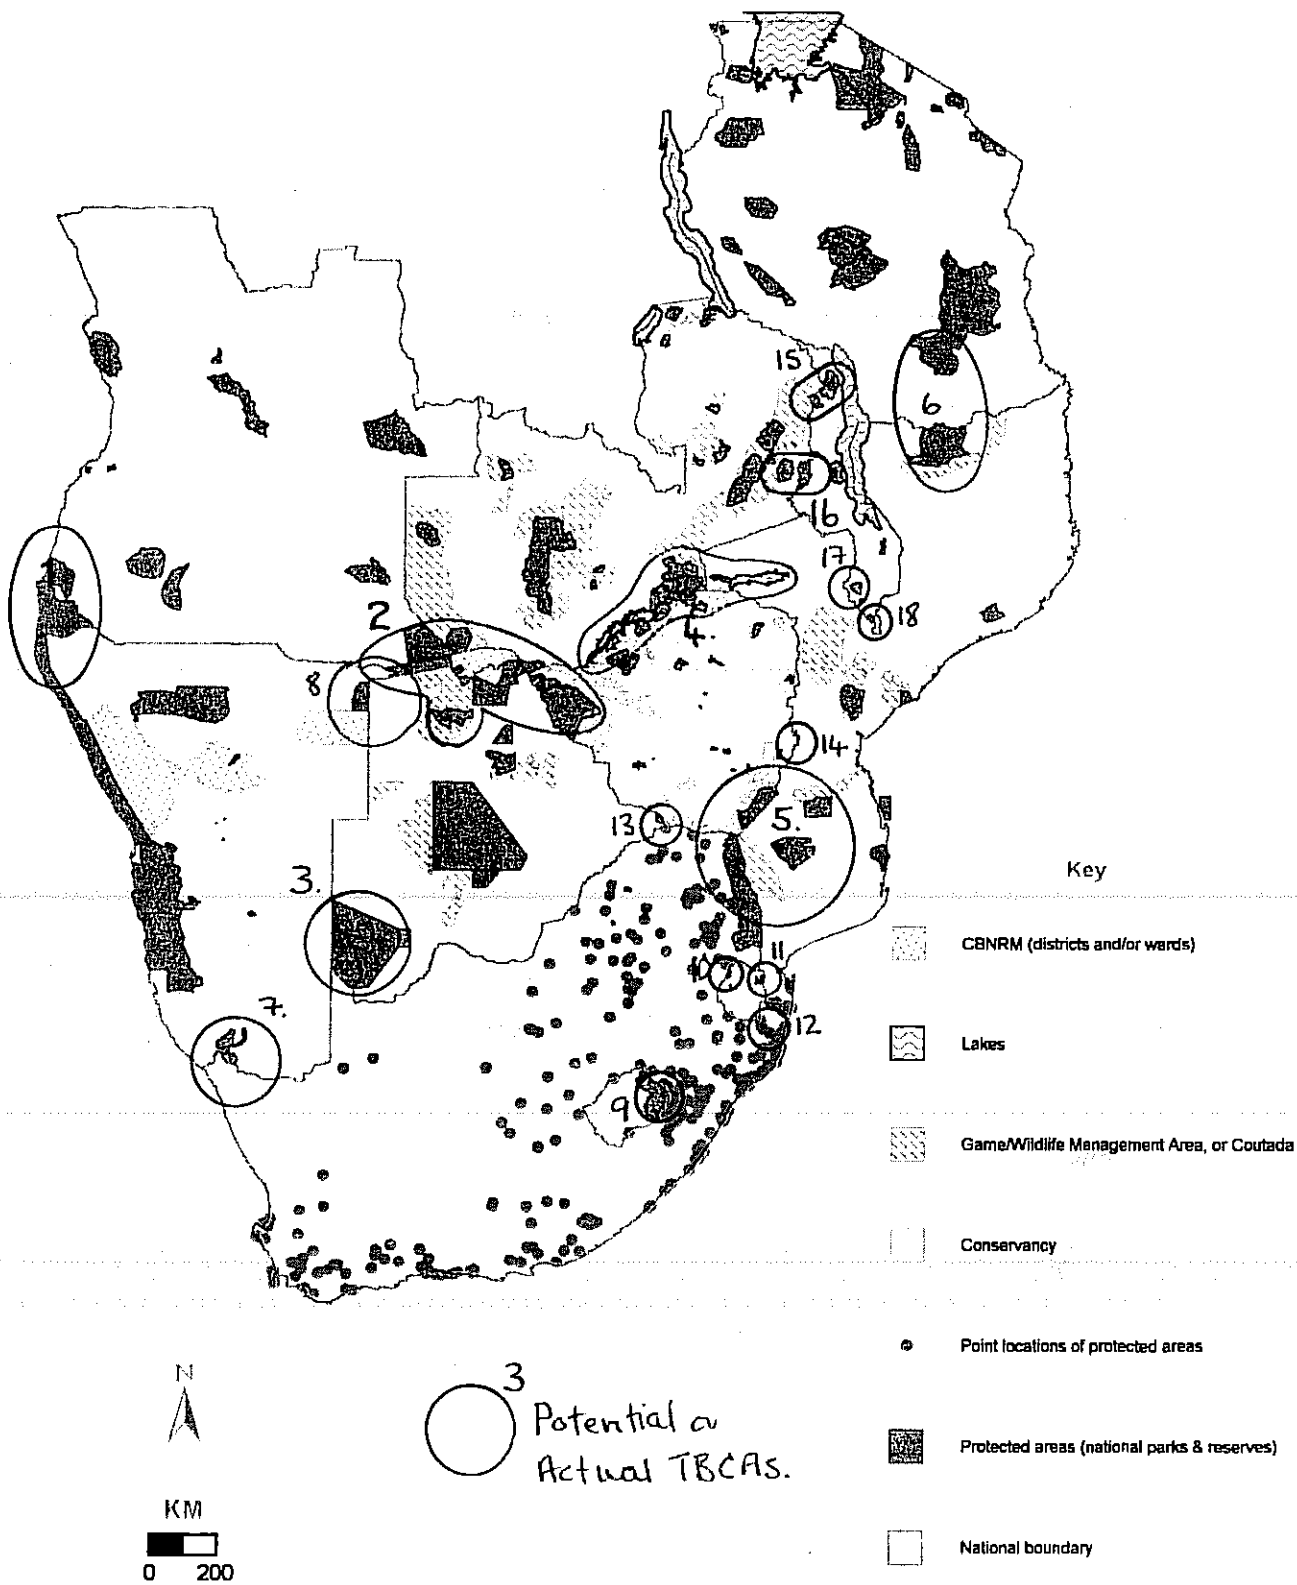 15
6
16
17
18
2
4
8
14
5.
13
3.
Key
CBNRM (districts and/or wards)
10
11
7.
12
Lakes
9
Game/Wildlife Management Area, or Coutada
Conservancy
Point locations of protected areas
N
3
Potential or
Actual TBCAs.
Protected areas (national parks & reserves)
KM
0 200
National boundary